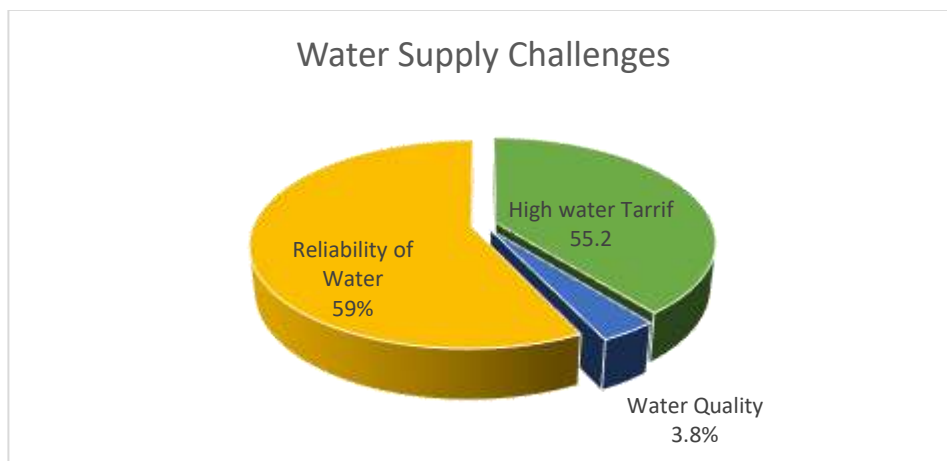 Water Supply Challenges
High water Tarrif
55.2
Reliability of
Water
59%
Water Quality
3.8%